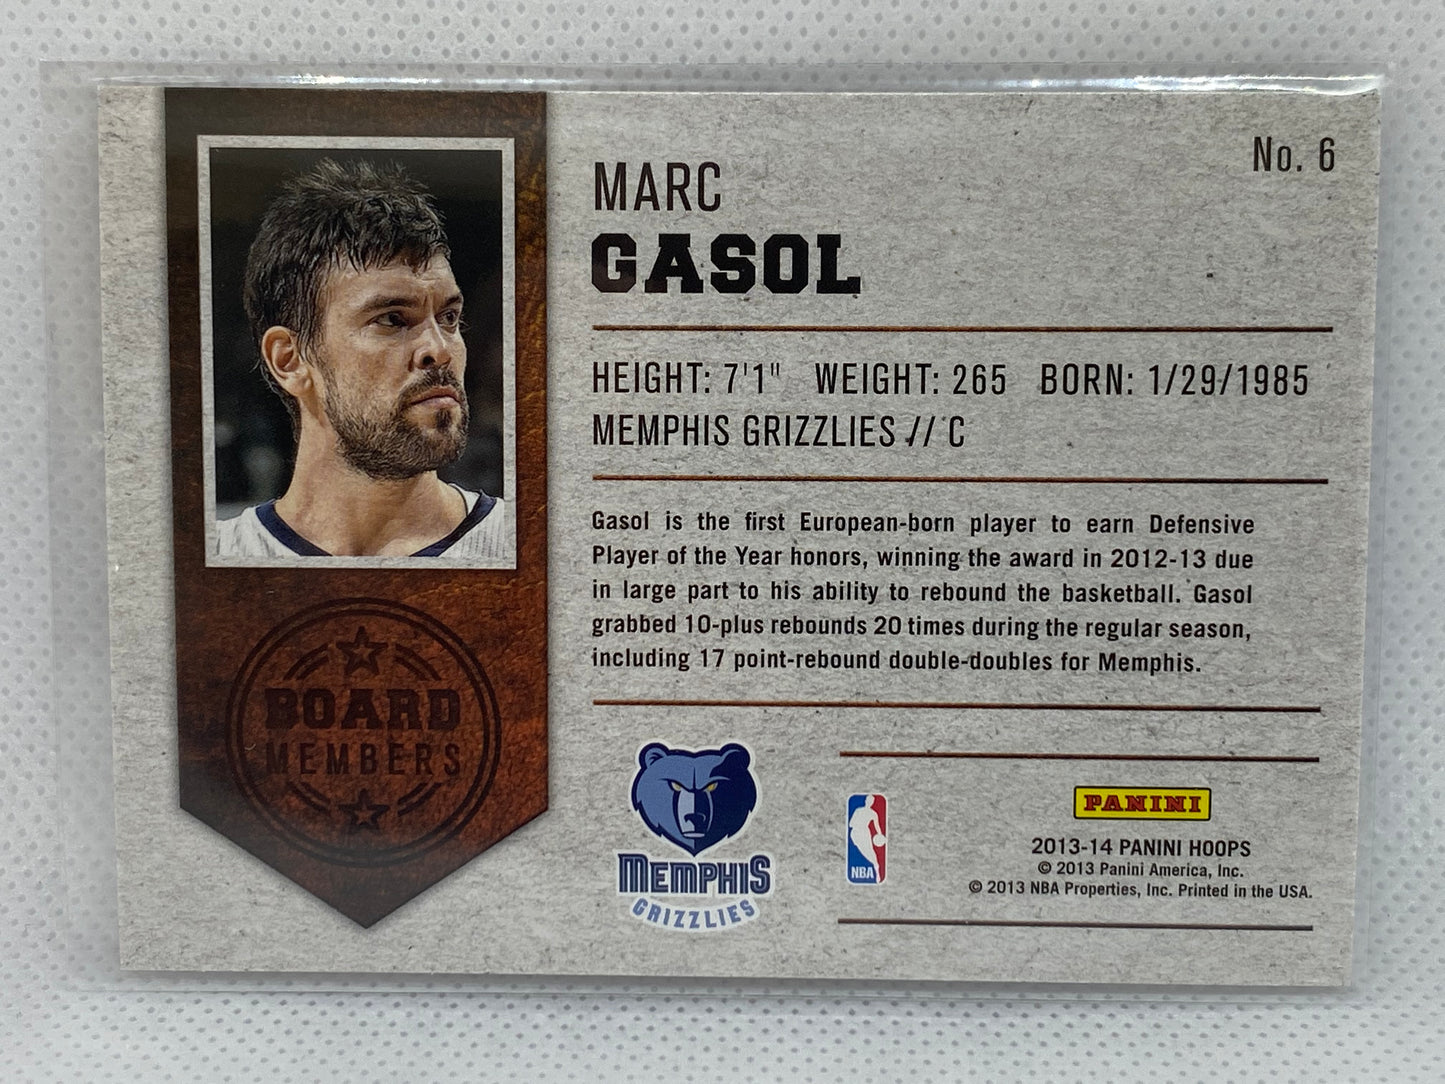 No. 6
MARC
GASOL
HEIGHT: 7'1" WEIGHT: 265 BORN: 1/29/1985
MEMPHIS GRIZZLIES // C
Gasol is the first European-born player to earn Defensive
Player of the Year honors, winning the award in 2012-13 due
in large part to his ability to rebound the basketball. Gasol
grabbed 10-plus rebounds 20 times during the regular season,
including 17 point-rebound double-doubles for Memphis.
BOARD
MEMBERS
MEMPHIS
GRIZZLIES
NBA
PANINI
2013-14 PANINI HOOPS
© 2013 Panini America, Inc.
© 2013 NBA Properties, Inc. Printed in the USA.